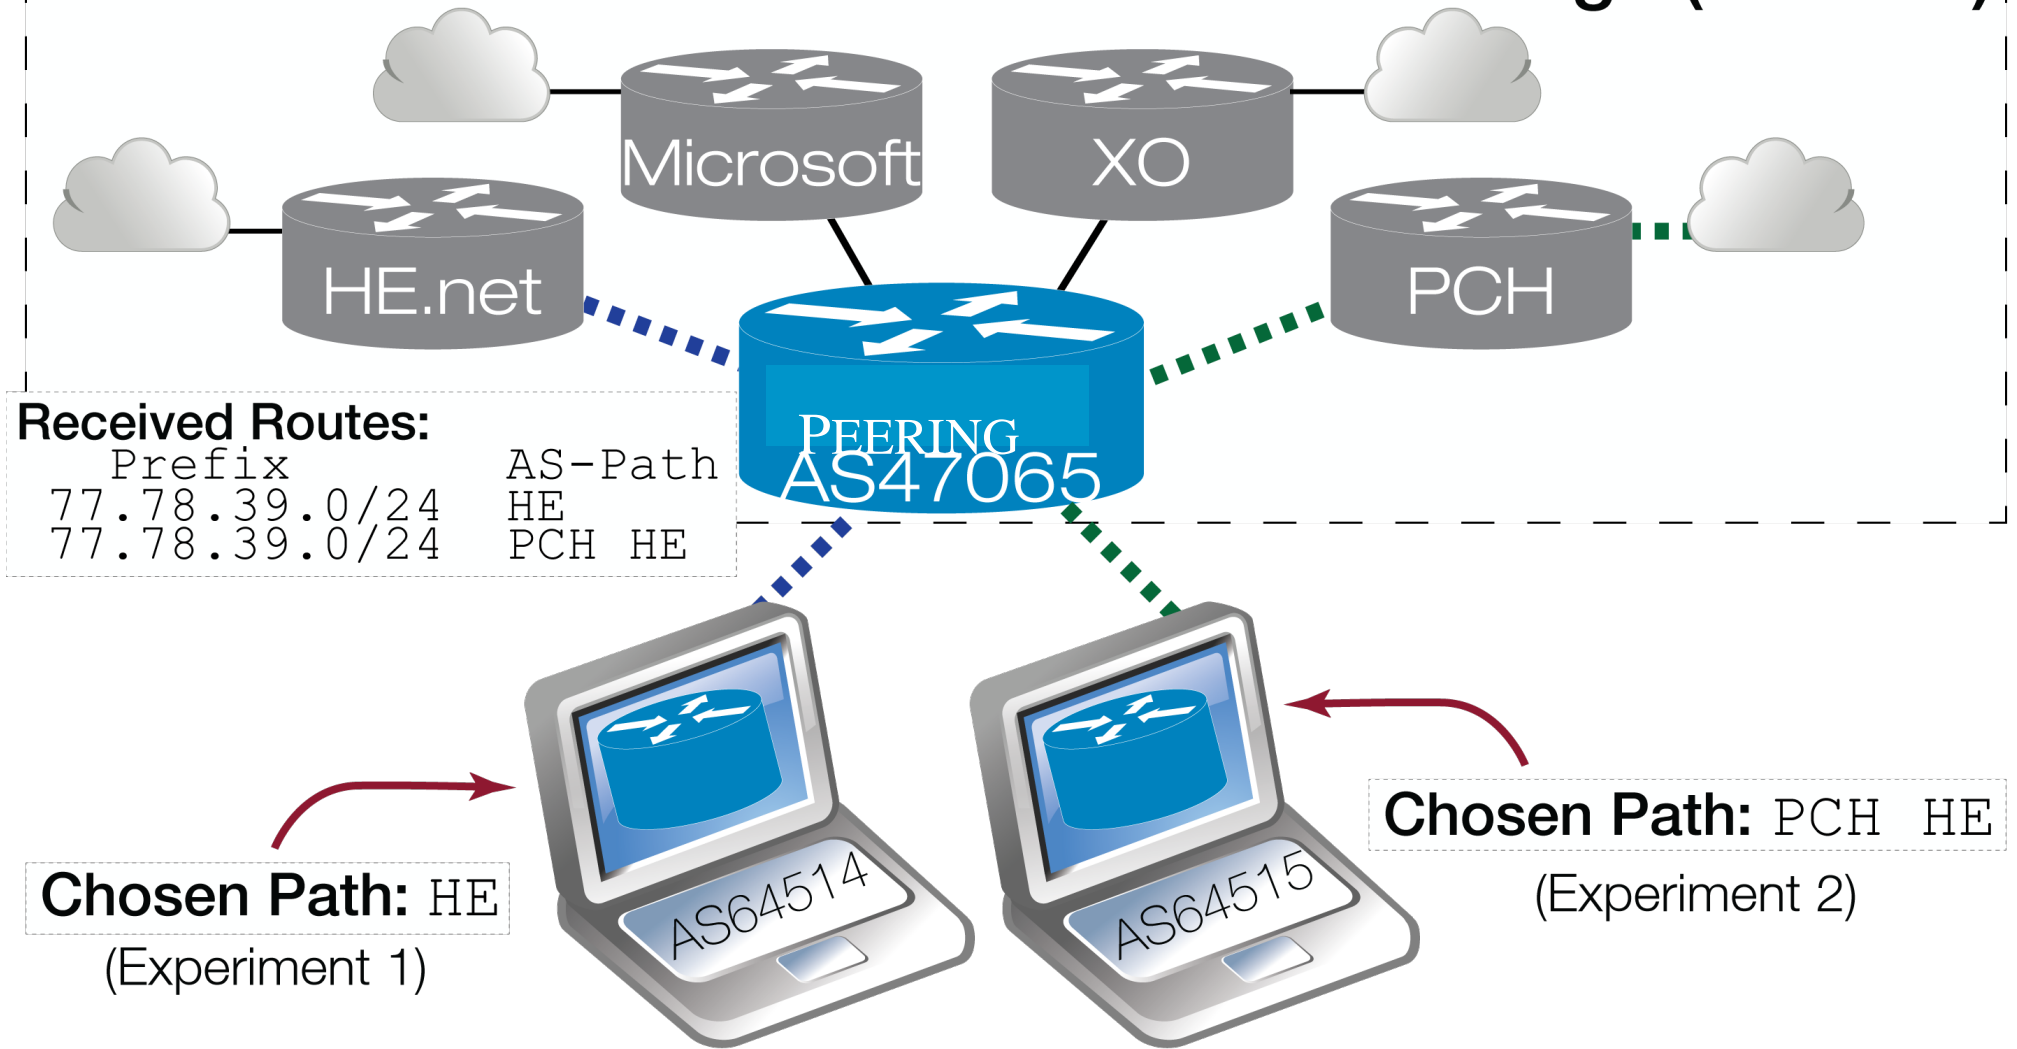 Microsoft
XO
HE.net
PCH
PEERING
AS47065
Received Routes:
Prefix AS-Path
77.78.39.0/24 HE
77.78.39.0/24 PCH HE
Chosen Path: PCH HE
(Experiment 2)
AS64514
AS64515
Chosen Path: HE
(Experiment 1)